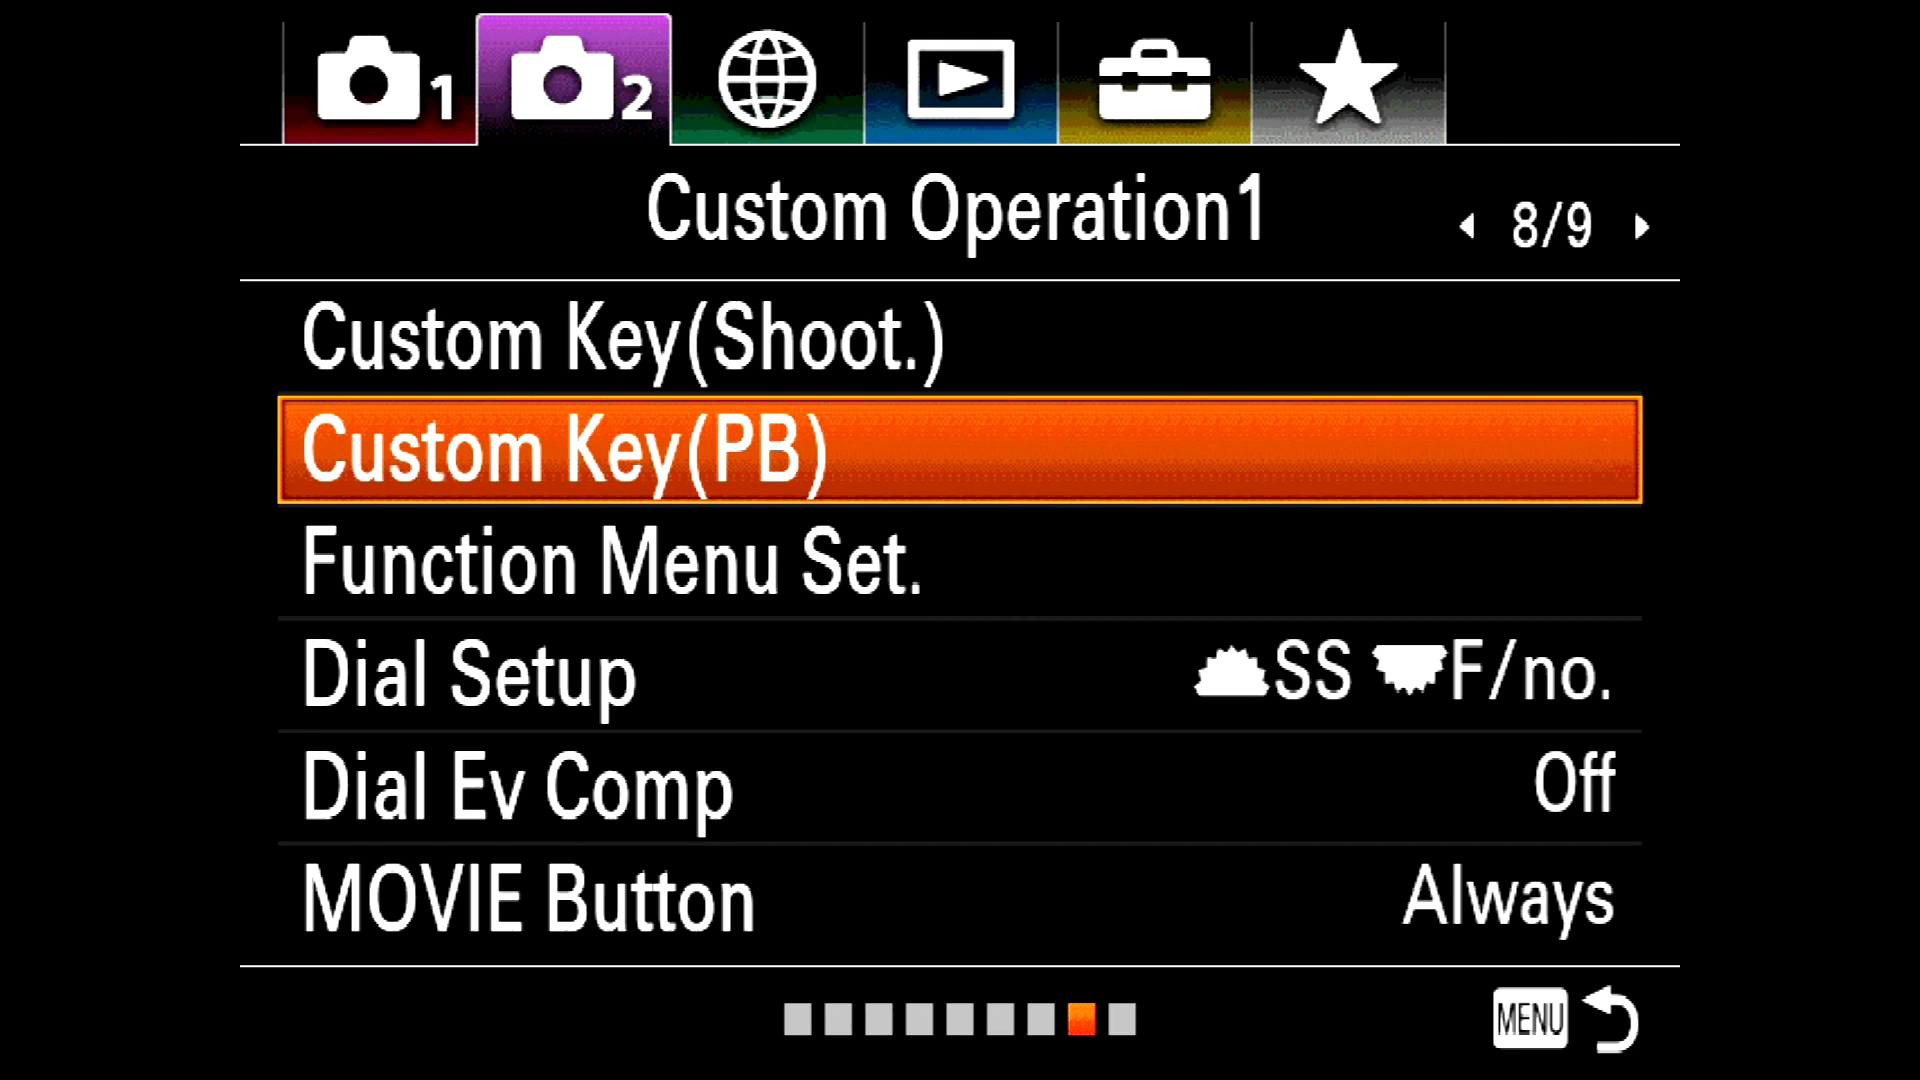 1 2
Custom Operation1 8/9
Custom Key(Shoot.)
Custom Key(PB)
Function Menu Set.
Dial Setup SS F/no.
Dial Ev Comp Off
MOVIE Button Always
MENU